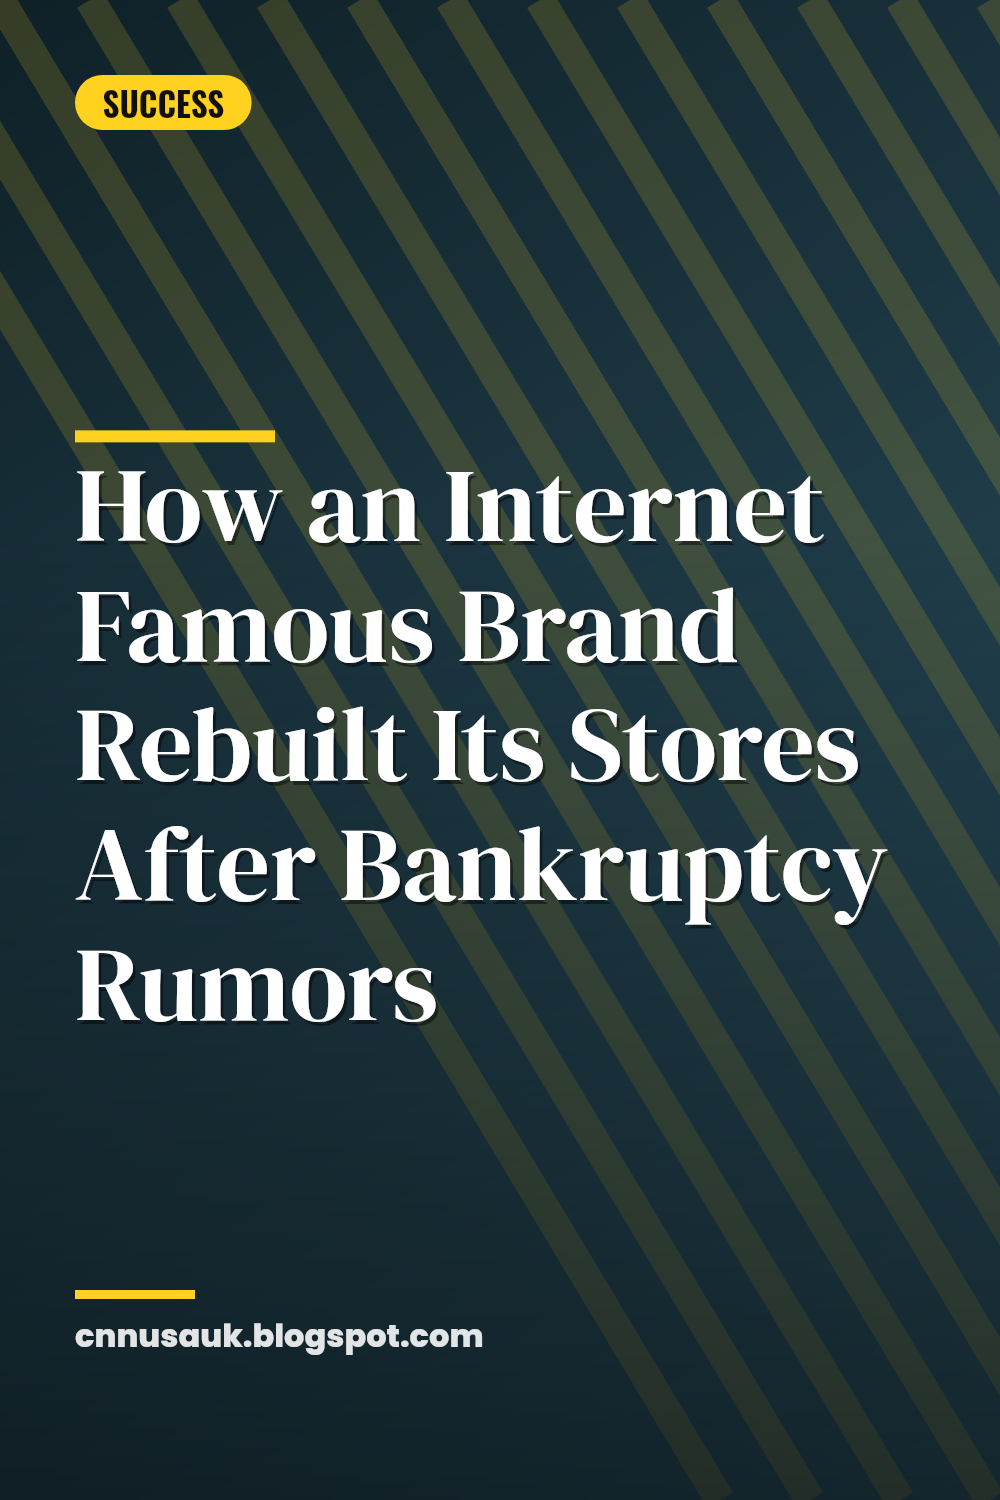 SUCCESS
How an Internet
Famous Brand
Rebuilt Its Stores
After Bankruptcy
Rumors
cnnusauk.blogspot.com